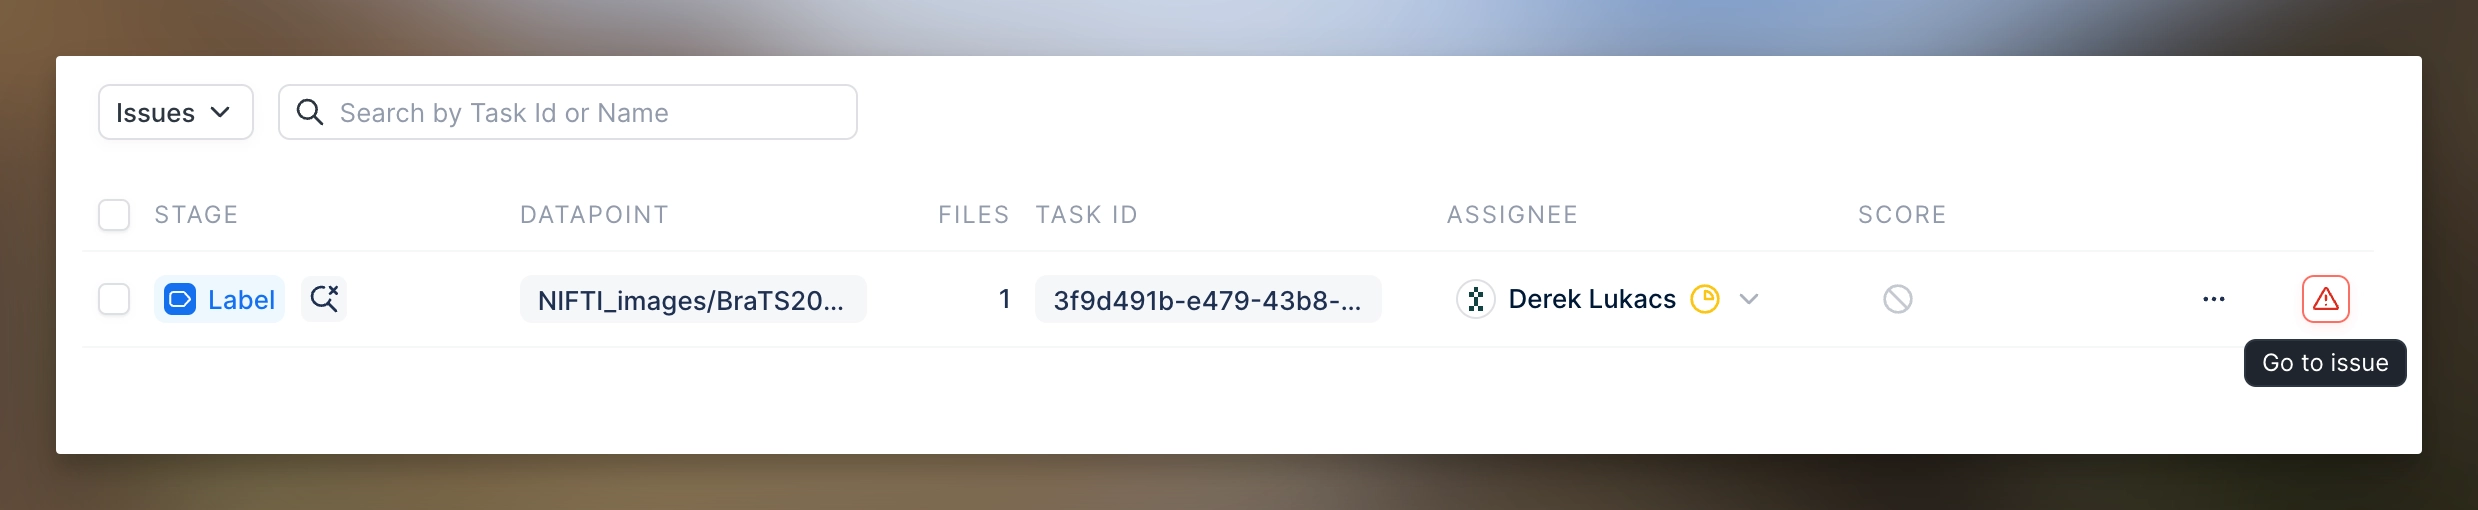 Issues
Search by Task Id or Name
STAGE DATAPOINT FILES TASK ID ASSIGNEE SCORE
Label NIFTI_images/BraTS20... 1 3f9d491b-e479-43b8-... Derek Lukacs
Go to issue